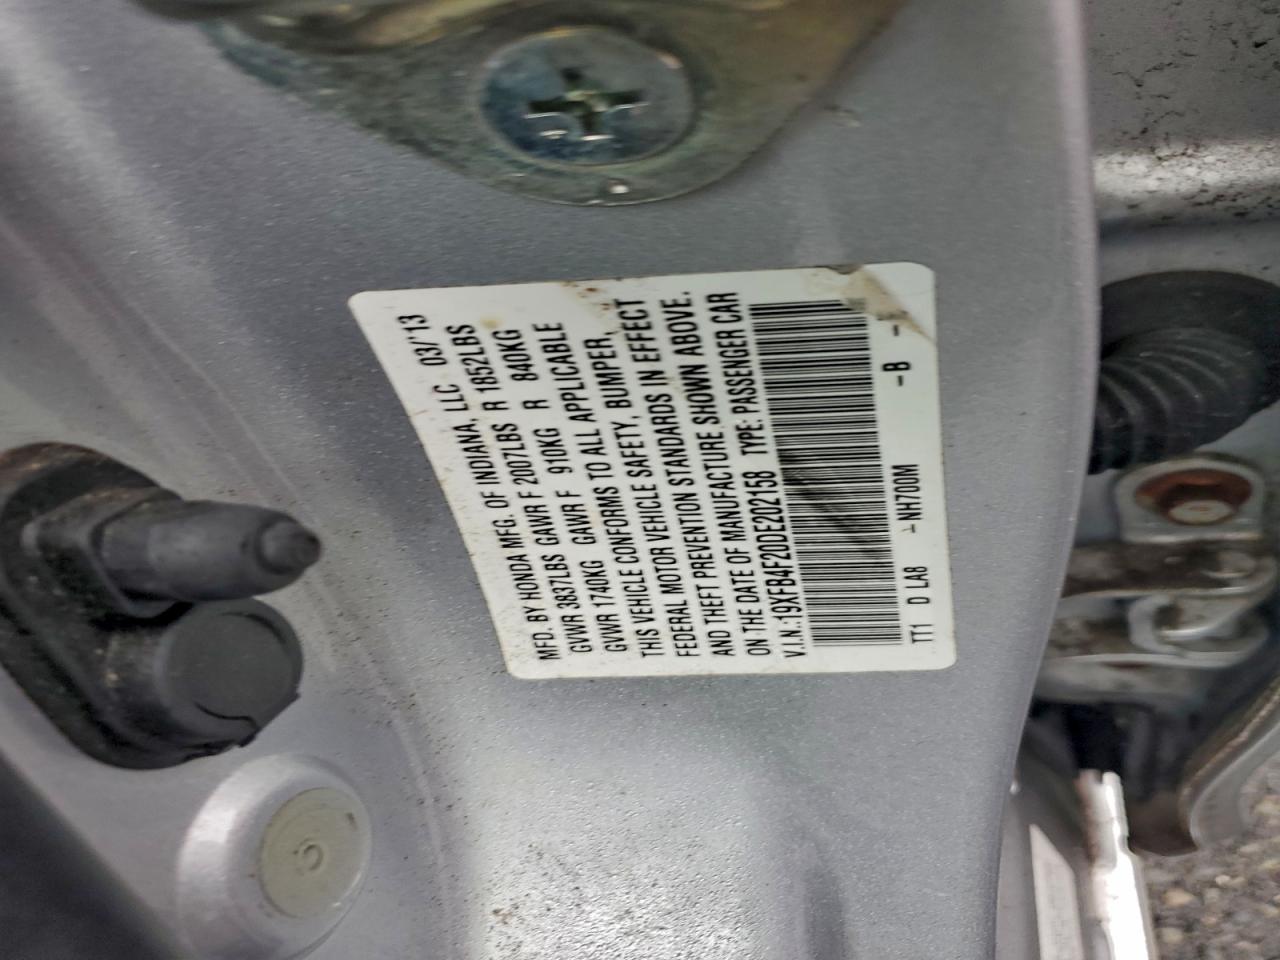 MFD. BY HONDA MFG. OF INDIANA, LLC 03/'13
GVWR 3837LBS GAWR F 2007LBS R 1852LBS
GVWR 1740KG GAWR F 910KG R 840KG
THIS VEHICLE CONFORMS TO ALL APPLICABLE
FEDERAL MOTOR VEHICLE SAFETY, BUMPER,
AND THEFT PREVENTION STANDARDS IN EFFECT
ON THE DATE OF MANUFACTURE SHOWN ABOVE.
V.I.N.:19XFB4F20DE202158 TYPE: PASSENGER CAR
TT1 D LA8 -NH700M -B -